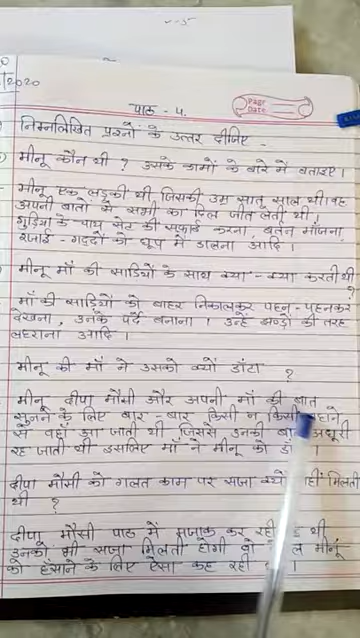 /2020
पाठ - 4.
Page
Date
निम्नलिखित प्रश्नों के उत्तर दीजिए -
मीनू कौन थी ? उसके कामों के बारे में बताइए।
मीनू एक लड़की थी, जिसकी उम्र सात साल थी। वह
अपनी बातों से सभी का दिल जीत लेती थी।
गुड़िया के साथ सेट की सफाई करना, बर्तन माँजना,
रजाई - गद्दों को धूप में डालना आदि।
मीनू माँ की साडियों के साथ क्या - क्या करती थी
?
माँ की साडियों को बाहर निकालकर पहन - पहनकर
देखना, उनके पर्दे बनाना। उन्हें झण्डों की तरह
लहराना आदि।
मीनू की माँ ने उसको क्यों डाँटा ?
मीनू दीपा मौसी और अपनी माँ की बात
सुनने के लिए बार - बार किसी न किसी
से वहाँ आ जाती थी जिससे उनकी अधूरी
रह जाती थी इसलिए माँ ने मीनू को
दीपा मौसी को गलत काम पर सजा क्यों मिलती
थी ?
मौसी पाठ में मजाक कर रही थी
इनको भी सजा मिलती होगी वो मीनू
को हँसाने के लिए ऐसा कह रही